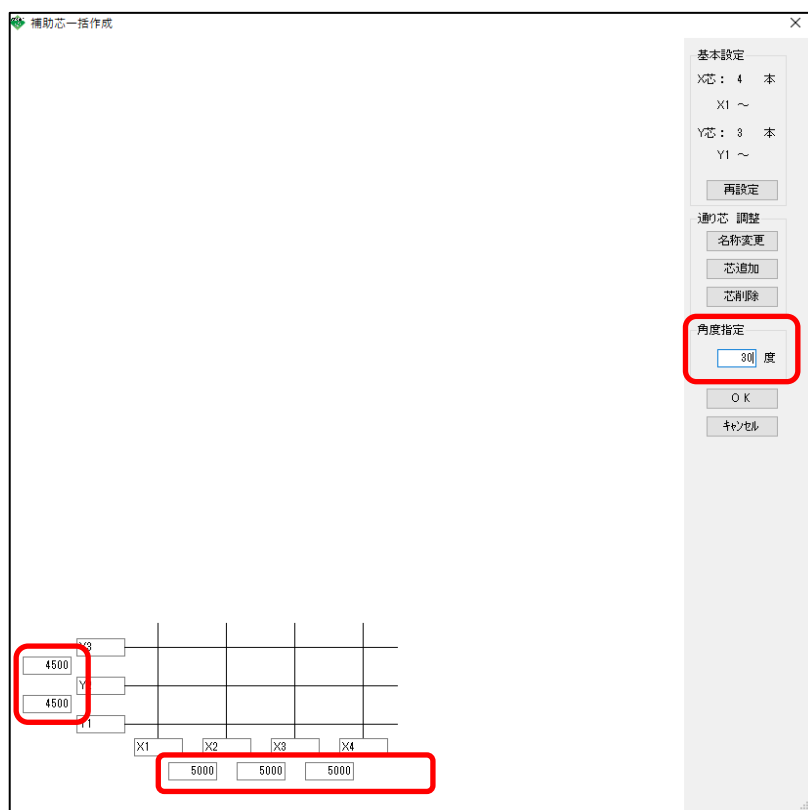 補助芯一括作成
基本設定
X芯： 4 本
X1 ～
Y芯： 3 本
Y1 ～
再設定
通り芯 調整
名称変更
芯追加
芯削除
角度指定
30 度
ＯＫ
キャンセル
Y3
4500
Y2
4500
Y1
X1 X2 X3 X4
5000 5000 5000